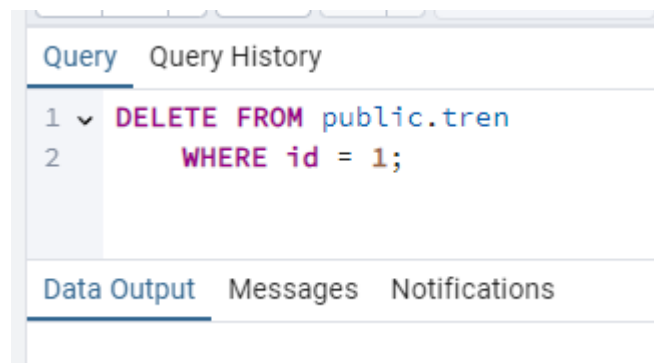 Query Query History
1 DELETE FROM public.tren
2 WHERE id = 1;
Data Output Messages Notifications